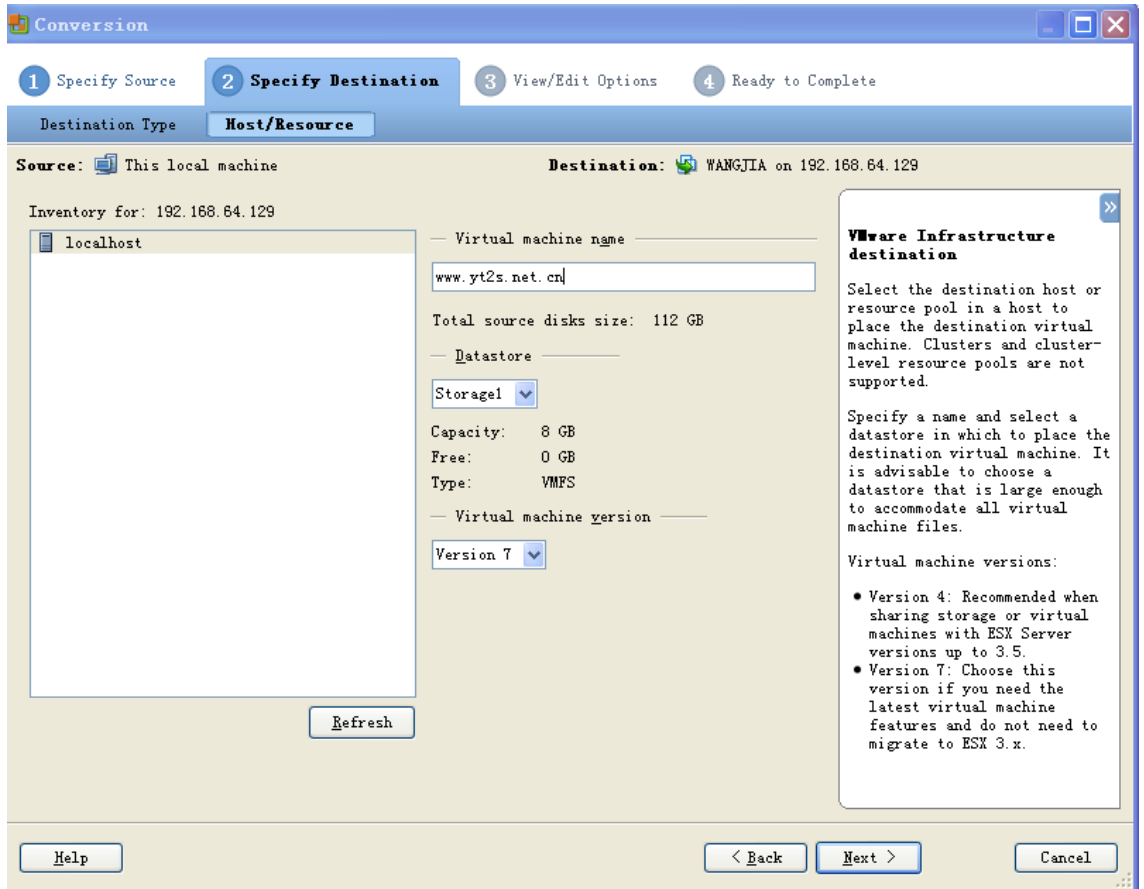 Conversion
1 Specify Source 2 Specify Destination 3 View/Edit Options 4 Ready to Complete
Destination Type Host/Resource
Source: This local machine Destination: WANGJIA on 192.168.64.129
Inventory for: 192.168.64.129
localhost
Virtual machine name
www.yt2s.net.cn
Total source disks size: 112 GB
Datastore
Storage1
Capacity: 8 GB
Free: 0 GB
Type: VMFS
Virtual machine version
Version 7
Refresh
»
VMware Infrastructure
destination
Select the destination host or
resource pool in a host to
place the destination virtual
machine. Clusters and cluster-
level resource pools are not
supported.
Specify a name and select a
datastore in which to place the
destination virtual machine. It
is advisable to choose a
datastore that is large enough
to accommodate all virtual
machine files.
Virtual machine versions:
● Version 4: Recommended when
sharing storage or virtual
machines with ESX Server
versions up to 3.5.
● Version 7: Choose this
version if you need the
latest virtual machine
features and do not need to
migrate to ESX 3.x.
Help < Back Next > Cancel